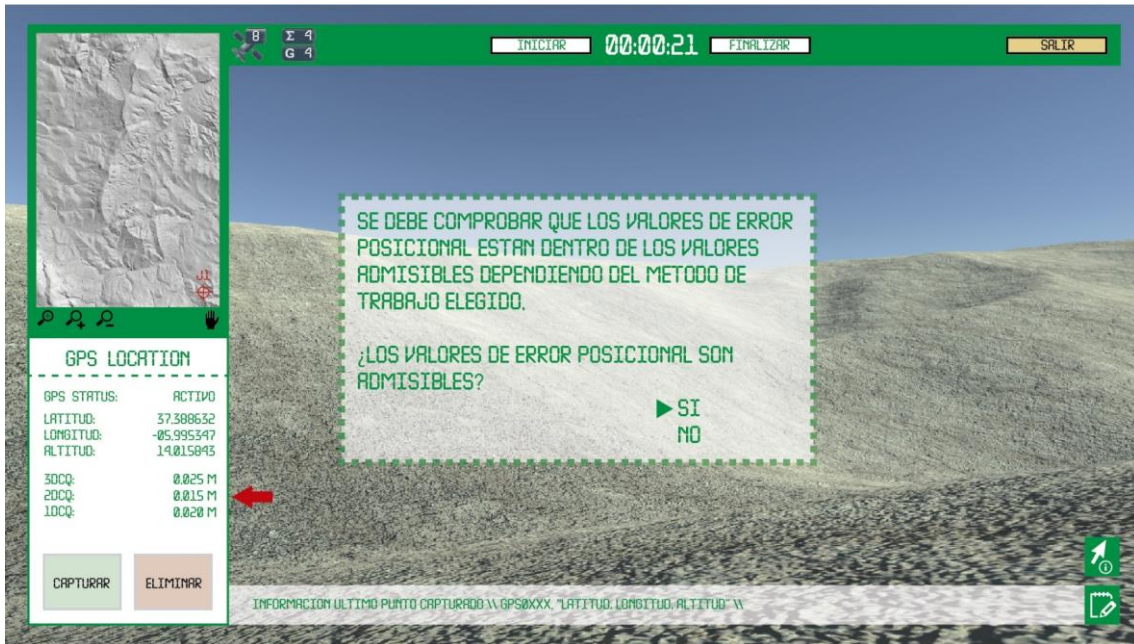 8
Σ 4
G 4
INICIAR 00:00:21 FINALIZAR
SALIR
J1
GPS LOCATION
GPS STATUS: ACTIVO
LATITUD: 37.388632
LONGITUD: -05.995347
ALTITUD: 14.015843
3DCQ: 0.025 M
2DCQ: 0.015 M
1DCQ: 0.020 M
CAPTURAR ELIMINAR
SE DEBE COMPROBAR QUE LOS VALORES DE ERROR
POSICIONAL ESTAN DENTRO DE LOS VALORES
ADMISIBLES DEPENDIENDO DEL METODO DE
TRABAJO ELEGIDO.
¿LOS VALORES DE ERROR POSICIONAL SON
ADMISIBLES?
SI
NO
INFORMACION ULTIMO PUNTO CAPTURADO \\ GPS0XXX, "LATITUD, LONGITUD, ALTITUD" \\